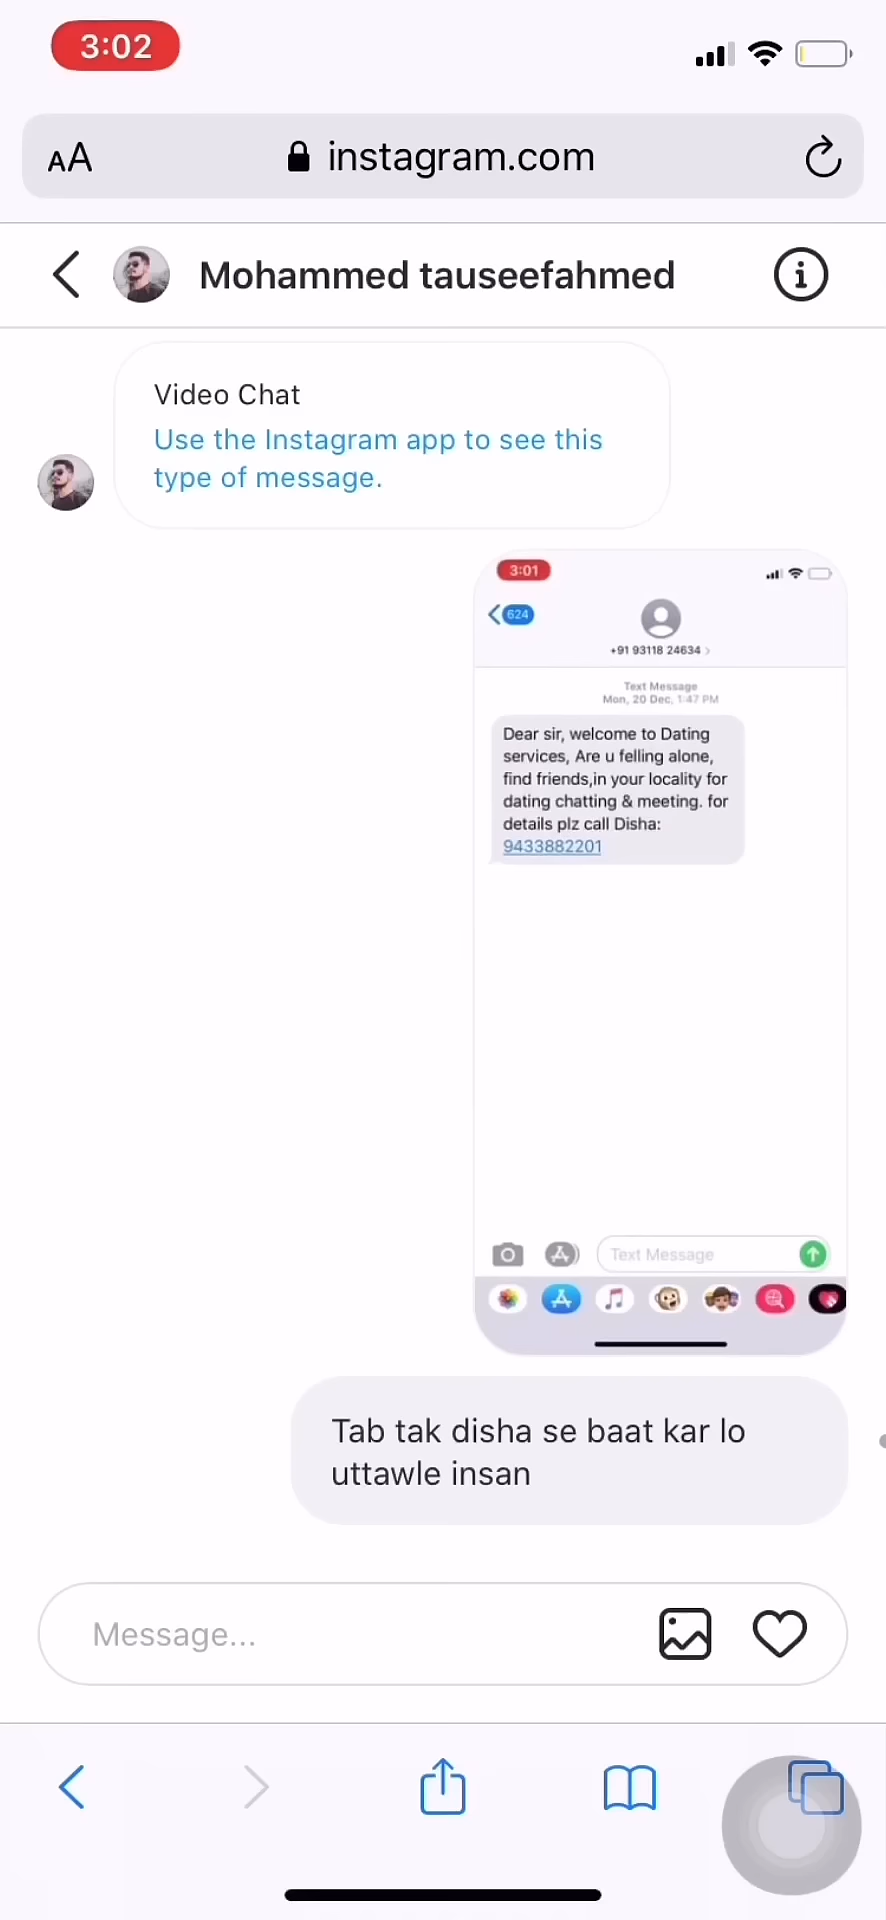 3:02
AA instagram.com
Mohammed tauseefahmed
Video Chat
Use the Instagram app to see this
type of message.
3:01
624
+91 93118 24634
Text Message
Mon, 20 Dec, 1:47 PM
Dear sir, welcome to Dating
services, Are u felling alone,
find friends,in your locality for
dating chatting & meeting. for
details plz call Disha:
9433882201
Text Message
Tab tak disha se baat kar lo
uttawle insan
Message...